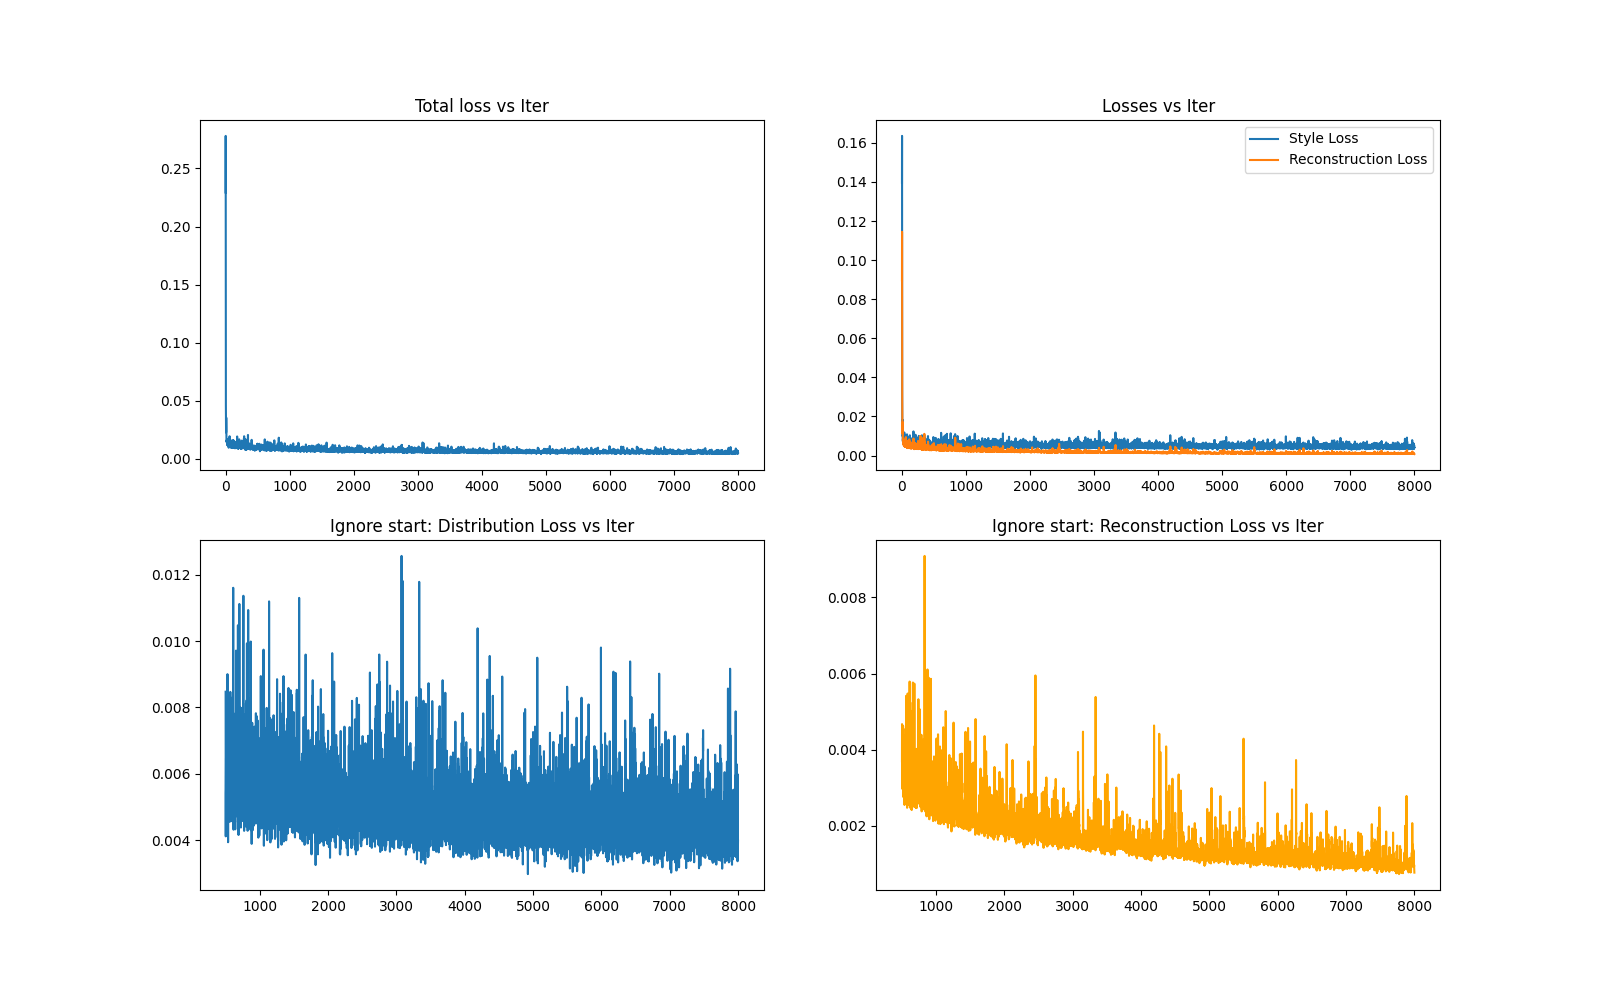 Total loss vs Iter
0.25
0.20
0.15
0.10
0.05
0.00
0 1000 2000 3000 4000 5000 6000 7000 8000
Losses vs Iter
Style Loss
Reconstruction Loss
0.16
0.14
0.12
0.10
0.08
0.06
0.04
0.02
0.00
0 1000 2000 3000 4000 5000 6000 7000 8000
Ignore start: Distribution Loss vs Iter
0.012
0.010
0.008
0.006
0.004
1000 2000 3000 4000 5000 6000 7000 8000
Ignore start: Reconstruction Loss vs Iter
0.008
0.006
0.004
0.002
1000 2000 3000 4000 5000 6000 7000 8000